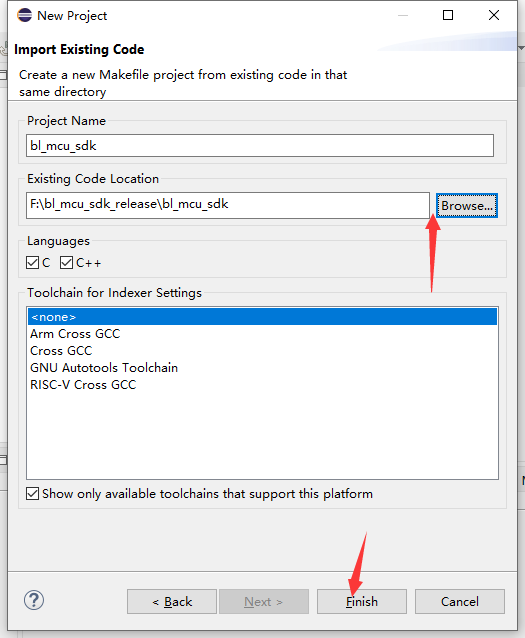 New Project
Import Existing Code
Create a new Makefile project from existing code in that
same directory
Project Name
bl_mcu_sdk
Existing Code Location
F:\bl_mcu_sdk_release\bl_mcu_sdk
Browse...
Languages
C
C++
Toolchain for Indexer Settings
<none>
Arm Cross GCC
Cross GCC
GNU Autotools Toolchain
RISC-V Cross GCC
Show only available toolchains that support this platform
?
< Back
Next >
Finish
Cancel